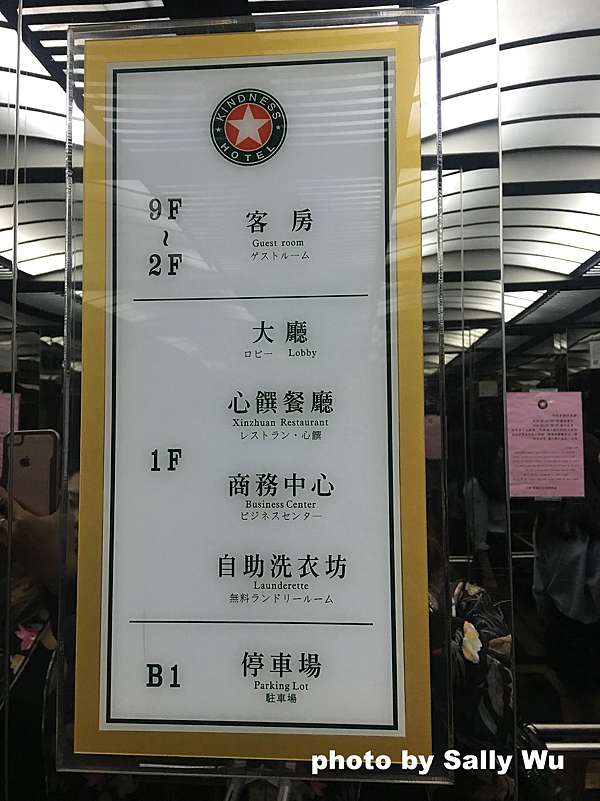 KINDNESS
HOTEL
9F
~
2F
客 房
Guest room
ゲストルーム
大 廳
ロビー Lobby
心饌餐廳
Xinzhuan Restaurant
レストラン・心饌
1F
商務中心
Business Center
ビジネスセンター
自助洗衣坊
Launderette
無料ランドリールーム
B1
停車場
Parking Lot
駐車場
photo by Sally Wu